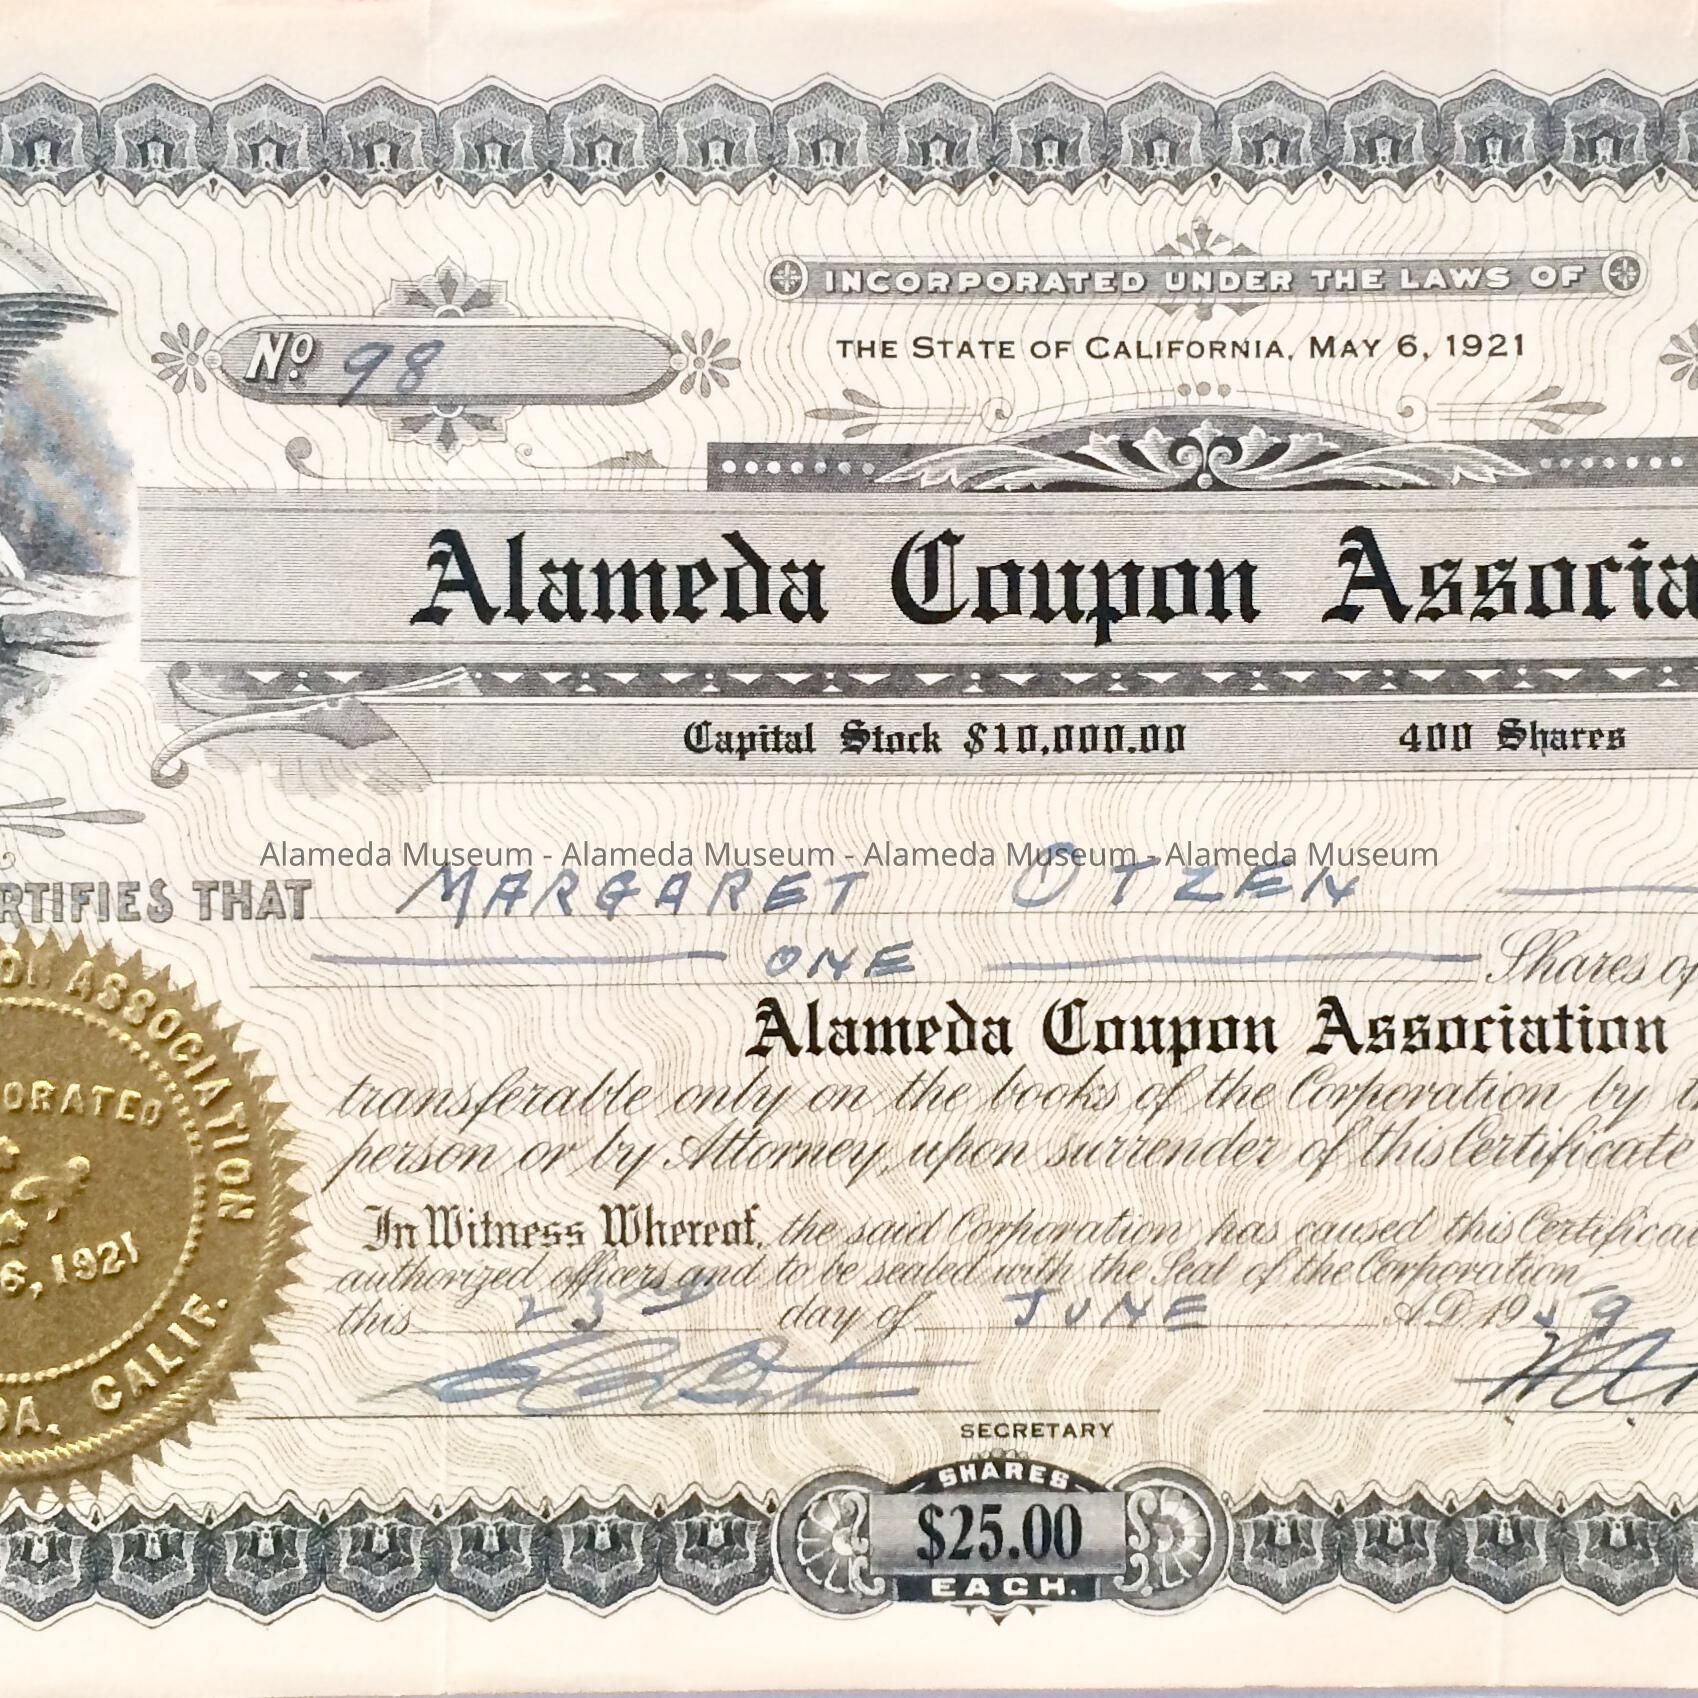 INCORPORATED UNDER THE LAWS OF
No. 98
THE STATE OF CALIFORNIA, MAY 6, 1921
Alameda Coupon Associa
Capital Stock $10,000.00 400 Shares
Alameda Museum - Alameda Museum - Alameda Museum - Alameda Museum
RTIFIES THAT MARGARET OTZEN
ONE Shares of
Alameda Coupon Association
transferable only on the books of the Corporation by
person or by Attorney, upon surrender of this Certificate
In Witness Whereof, the said Corporation has caused this Certifica
authorized officers and to be sealed with the Seal of the Corporation
this 23rd day of JUNE A.D. 1959
SECRETARY
SHARES
$25.00
EACH.
ON ASSOCIATION
ORATED
6, 1921
DA. CALIF.